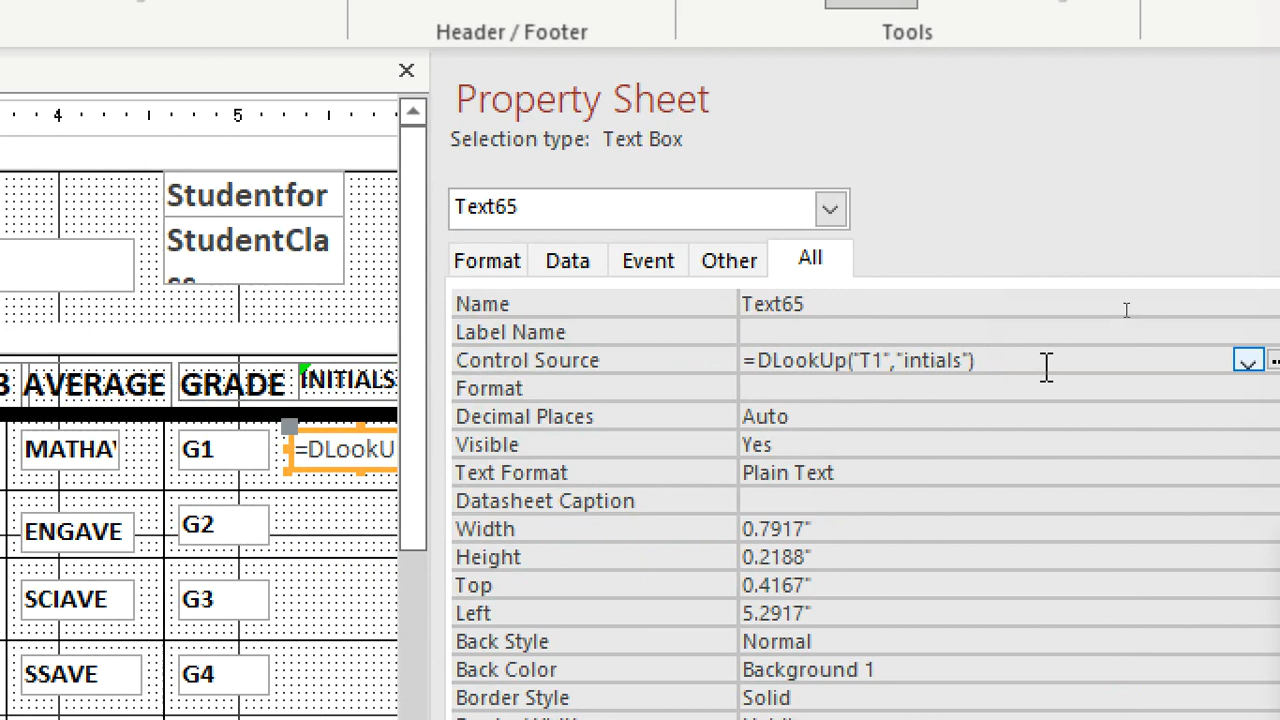 Header / Footer
Tools
Property Sheet
Selection type: Text Box
4
5
Studentfor
StudentCla
Text65
Format
Data
Event
Other
All
Name
Text65
Label Name
Control Source
=DLookUp("T1","intials")
Format
Decimal Places
Auto
Visible
Yes
Text Format
Plain Text
Datasheet Caption
Width
0.7917"
Height
0.2188"
Top
0.4167"
Left
5.2917"
Back Style
Normal
Back Color
Background 1
Border Style
Solid
3 AVERAGE GRADE INITIALS
MATHA
G1
=DLookU
ENGAVE
G2
SCIAVE
G3
SSAVE
G4